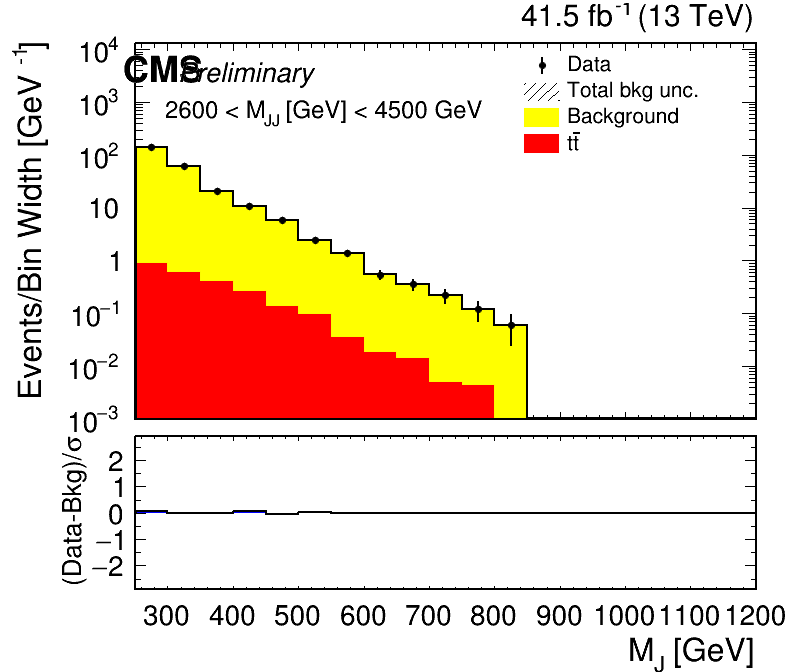 41.5 fb⁻¹ (13 TeV)
CMS Preliminary
2600 < M_JJ [GeV] < 4500 GeV
Data
Total bkg unc.
Background
tt̄
Events/Bin Width [GeV⁻¹]
10⁴
10³
10²
10
1
10⁻¹
10⁻²
10⁻³
(Data-Bkg)/σ
2
1
0
−1
−2
300 400 500 600 700 800 900 1000 1100 1200
M_J [GeV]